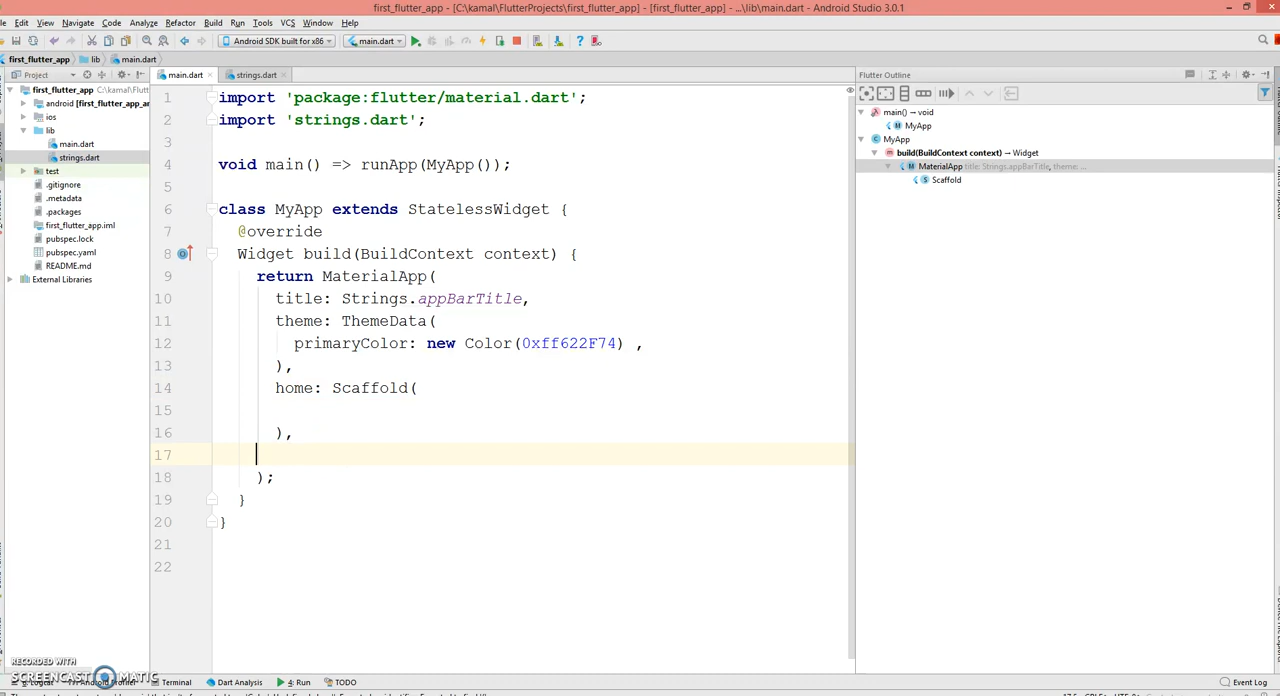 first_flutter_app - [C:\kamal\FlutterProjects\first_flutter_app] - [first_flutter_app] - ...\lib\main.dart - Android Studio 3.0.1
Edit View Navigate Code Analyze Refactor Build Run Tools VCS Window Help
Android SDK built for x86 main.dart
first_flutter_app lib main.dart
Project main.dart strings.dart Flutter Outline
first_flutter_app C:\ka
android [first_flutter_app_an
ios
lib
main.dart
strings.dart
test
.gitignore
.metadata
.packages
first_flutter_app.iml
pubspec.lock
pubspec.yaml
README.md
External Libraries
1 import 'package:flutter/material.dart';
2 import 'strings.dart';
3
4 void main() => runApp(MyApp());
5
6 class MyApp extends StatelessWidget {
7 @override
8 Widget build(BuildContext context) {
9 return MaterialApp(
10 title: Strings.appBarTitle,
11 theme: ThemeData(
12 primaryColor: new Color(0xff622F74) ,
13 ),
14 home: Scaffold(
15
16 ),
17
18 );
19 }
20 }
21
22
main() → void
MyApp
MyApp
build(BuildContext context) → Widget
MaterialApp title: Strings.appBarTitle, theme: ...
Scaffold
RECORDED WITH
SCREENCAST MATIC
Terminal Dart Analysis 4: Run TODO Event Log